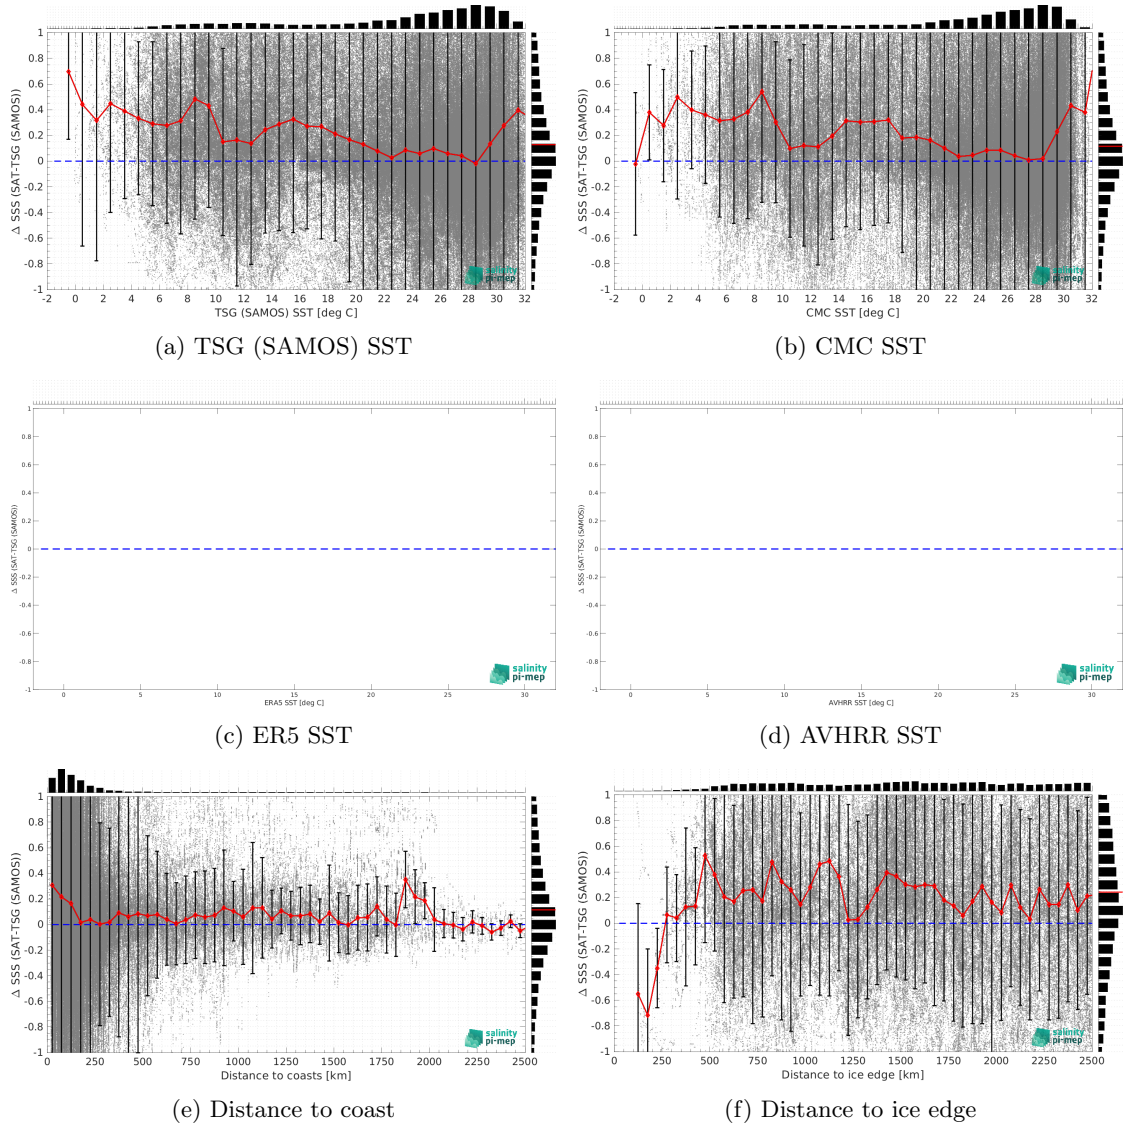 1
0.8
0.6
0.4
0.2
0
-0.2
-0.4
-0.6
-0.8
-1
Δ SSS (SAT-TSG (SAMOS))
-2 0 2 4 6 8 10 12 14 16 18 20 22 24 26 28 30 32
TSG (SAMOS) SST [deg C]
salinity
pi-mep
(a) TSG (SAMOS) SST
1
0.8
0.6
0.4
0.2
0
-0.2
-0.4
-0.6
-0.8
-1
Δ SSS (SAT-TSG (SAMOS))
-2 0 2 4 6 8 10 12 14 16 18 20 22 24 26 28 30 32
CMC SST [deg C]
salinity
pi-mep
(b) CMC SST
1
0.8
0.6
0.4
0.2
0
-0.2
-0.4
-0.6
-0.8
-1
Δ SSS (SAT-TSG (SAMOS))
0 5 10 15 20 25 30
ERA5 SST [deg C]
salinity
pi-mep
(c) ER5 SST
1
0.8
0.6
0.4
0.2
0
-0.2
-0.4
-0.6
-0.8
-1
Δ SSS (SAT-TSG (SAMOS))
0 5 10 15 20 25 30
AVHRR SST [deg C]
salinity
pi-mep
(d) AVHRR SST
1
0.8
0.6
0.4
0.2
0
-0.2
-0.4
-0.6
-0.8
-1
Δ SSS (SAT-TSG (SAMOS))
0 250 500 750 1000 1250 1500 1750 2000 2250 2500
Distance to coasts [km]
salinity
pi-mep
(e) Distance to coast
1
0.8
0.6
0.4
0.2
0
-0.2
-0.4
-0.6
-0.8
-1
Δ SSS (SAT-TSG (SAMOS))
0 250 500 750 1000 1250 1500 1750 2000 2250 2500
Distance to ice edge [km]
salinity
pi-mep
(f) Distance to ice edge